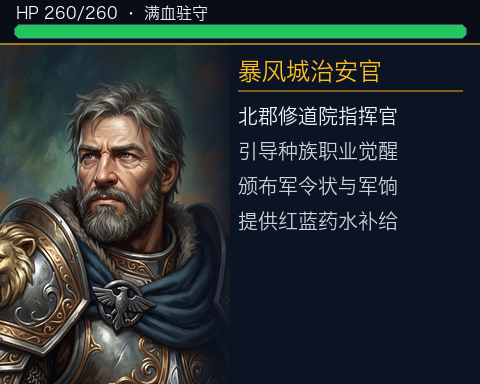 HP 260/260 · 满血驻守
暴风城治安官
北郡修道院指挥官
引导种族职业觉醒
颁布军令状与军饷
提供红蓝药水补给